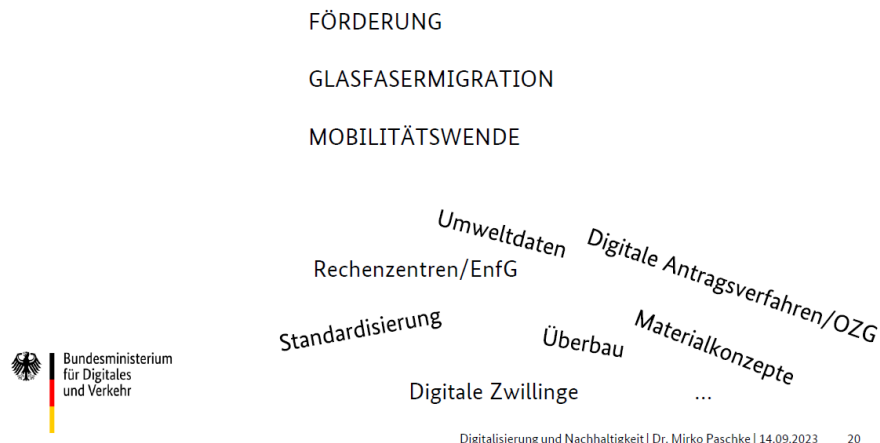 FÖRDERUNG
GLASFASERMIGRATION
MOBILITÄTSWENDE
Umweltdaten
Digitale Antragsverfahren/OZG
Rechenzentren/EnfG
Standardisierung
Überbau
Materialkonzepte
Digitale Zwillinge
...
Bundesministerium
für Digitales
und Verkehr
Digitalisierung und Nachhaltigkeit | Dr. Mirko Paschke | 14.09.2023 20